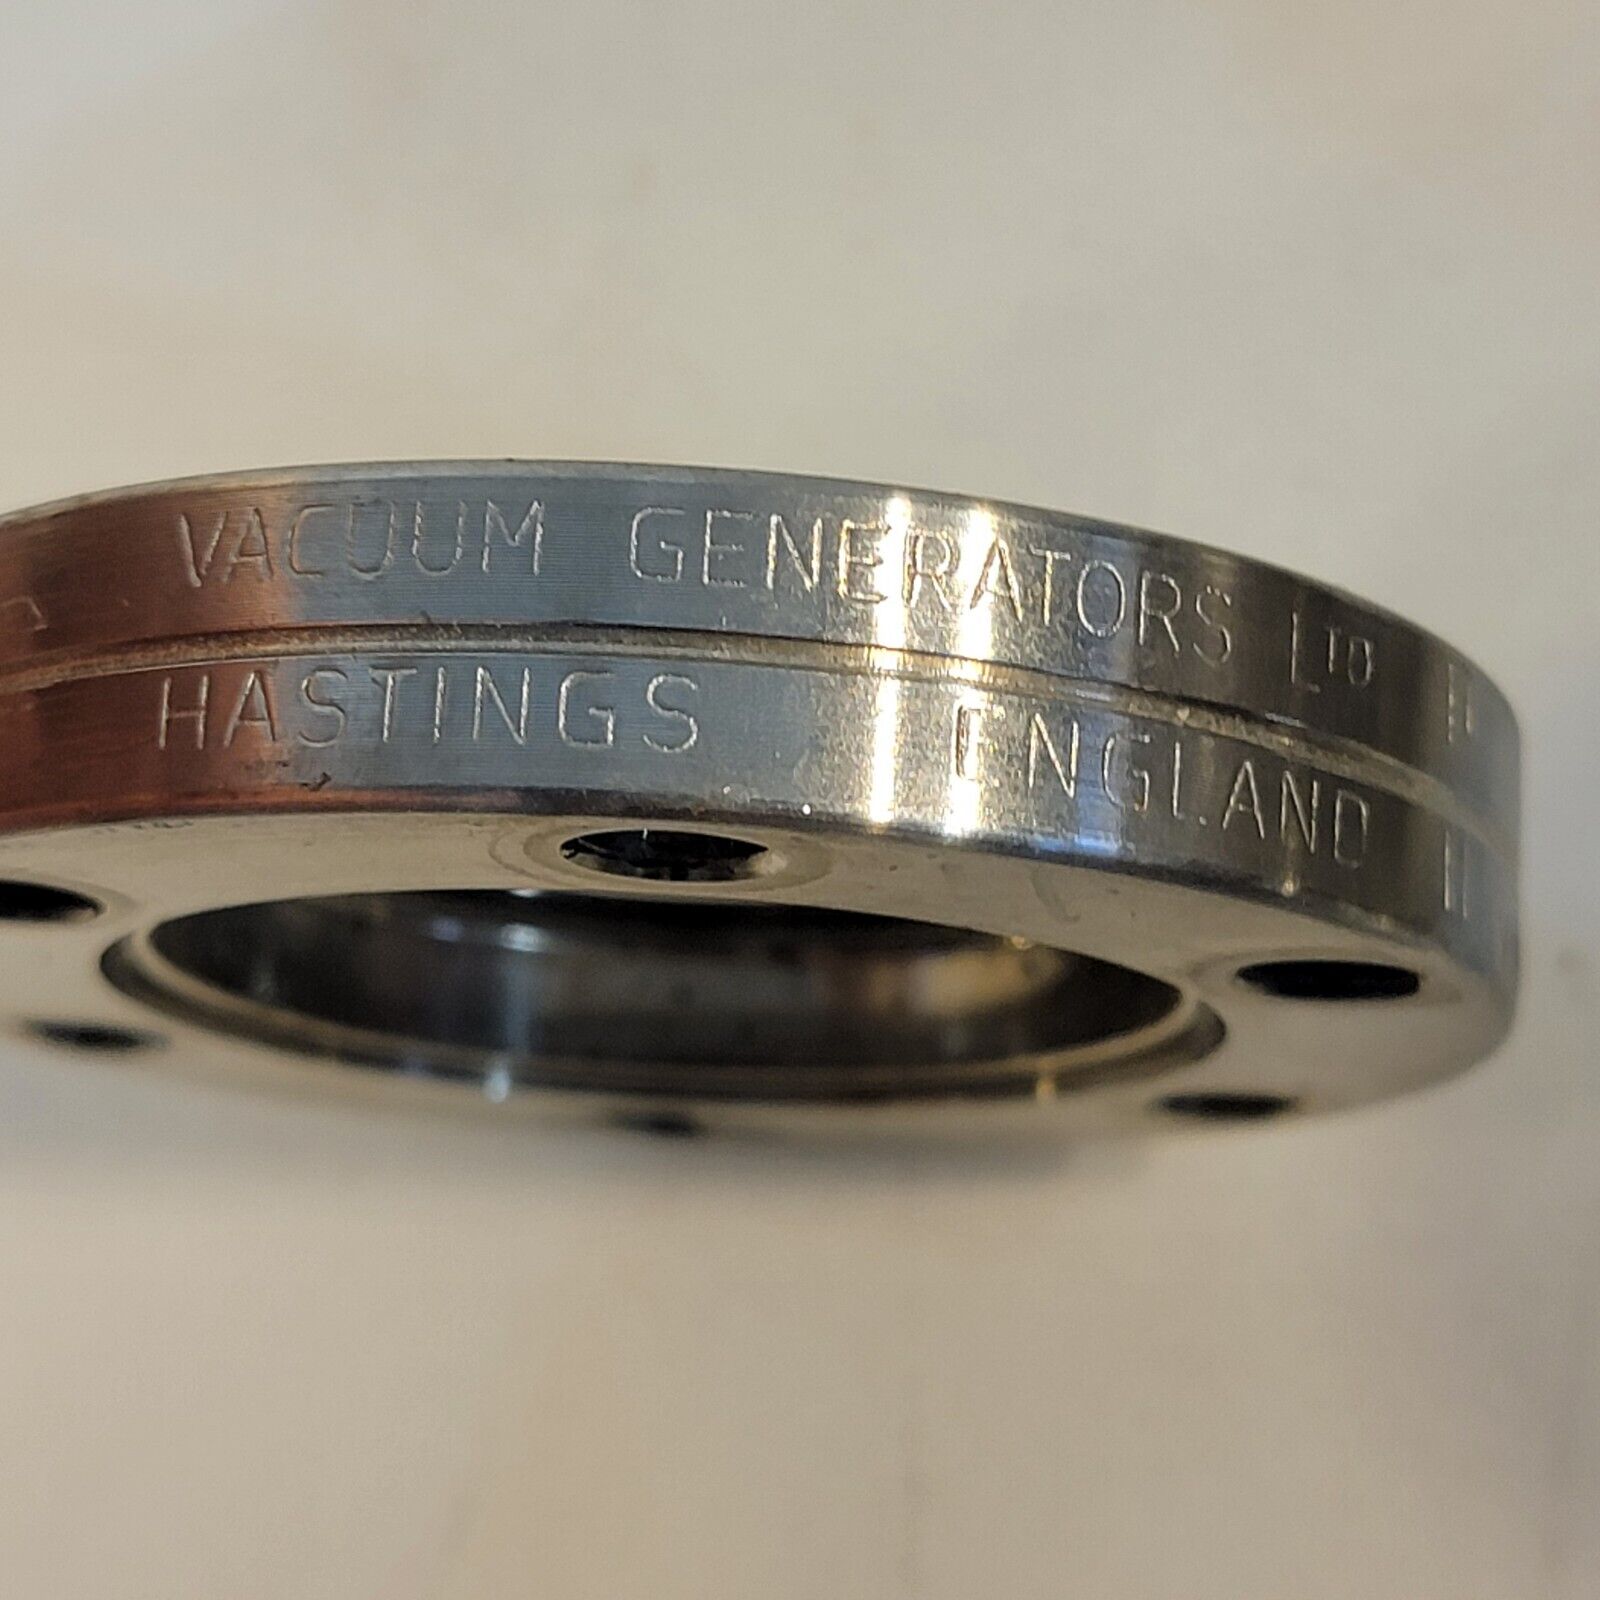 VACUUM GENERATORS LTD
HASTINGS ENGLAND